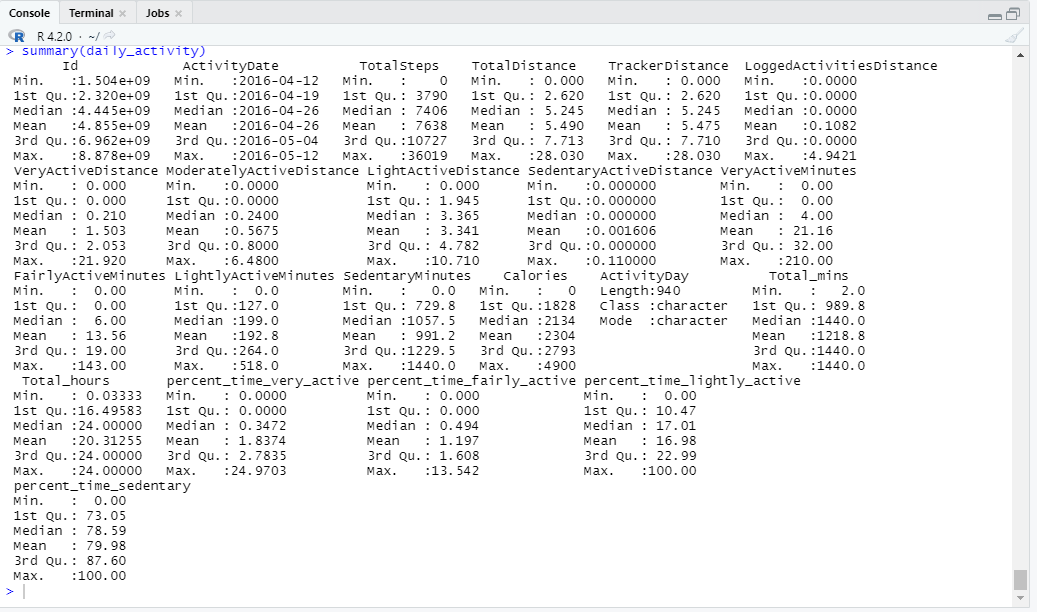 Console Terminal Jobs
R 4.2.0 · ~/
> summary(daily_activity)
       Id             ActivityDate          TotalSteps    TotalDistance    TrackerDistance  LoggedActivitiesDistance
 Min.   :1.504e+09   Min.   :2016-04-12   Min.   :    0   Min.   : 0.000   Min.   : 0.000   Min.   :0.0000
 1st Qu.:2.320e+09   1st Qu.:2016-04-19   1st Qu.: 3790   1st Qu.: 2.620   1st Qu.: 2.620   1st Qu.:0.0000
 Median :4.445e+09   Median :2016-04-26   Median : 7406   Median : 5.245   Median : 5.245   Median :0.0000
 Mean   :4.855e+09   Mean   :2016-04-26   Mean   : 7638   Mean   : 5.490   Mean   : 5.475   Mean   :0.1082
 3rd Qu.:6.962e+09   3rd Qu.:2016-05-04   3rd Qu.:10727   3rd Qu.: 7.713   3rd Qu.: 7.710   3rd Qu.:0.0000
 Max.   :8.878e+09   Max.   :2016-05-12   Max.   :36019   Max.   :28.030   Max.   :28.030   Max.   :4.9421
 VeryActiveDistance ModeratelyActiveDistance LightActiveDistance SedentaryActiveDistance VeryActiveMinutes
 Min.   : 0.000     Min.   :0.0000           Min.   : 0.000      Min.   :0.000000        Min.   :  0.00
 1st Qu.: 0.000     1st Qu.:0.0000           1st Qu.: 1.945      1st Qu.:0.000000        1st Qu.:  0.00
 Median : 0.210     Median :0.2400           Median : 3.365      Median :0.000000        Median :  4.00
 Mean   : 1.503     Mean   :0.5675           Mean   : 3.341      Mean   :0.001606        Mean   : 21.16
 3rd Qu.: 2.053     3rd Qu.:0.8000           3rd Qu.: 4.782      3rd Qu.:0.000000        3rd Qu.: 32.00
 Max.   :21.920     Max.   :6.4800           Max.   :10.710      Max.   :0.110000        Max.   :210.00
 FairlyActiveMinutes LightlyActiveMinutes SedentaryMinutes    Calories    ActivityDay          Total_mins
 Min.   :  0.00      Min.   :  0.0        Min.   :   0.0   Min.   :   0   Length:940         Min.   :   2.0
 1st Qu.:  0.00      1st Qu.:127.0        1st Qu.: 729.8   1st Qu.:1828   Class :character   1st Qu.: 989.8
 Median :  6.00      Median :199.0        Median :1057.5   Median :2134   Mode  :character   Median :1440.0
 Mean   : 13.56      Mean   :192.8        Mean   : 991.2   Mean   :2304                      Mean   :1218.8
 3rd Qu.: 19.00      3rd Qu.:264.0        3rd Qu.:1229.5   3rd Qu.:2793                      3rd Qu.:1440.0
 Max.   :143.00      Max.   :518.0        Max.   :1440.0   Max.   :4900                      Max.   :1440.0
  Total_hours       percent_time_very_active percent_time_fairly_active percent_time_lightly_active
 Min.   : 0.03333   Min.   : 0.0000          Min.   : 0.000             Min.   :  0.00
 1st Qu.:16.49583   1st Qu.: 0.0000          1st Qu.: 0.000             1st Qu.: 10.47
 Median :24.00000   Median : 0.3472          Median : 0.494             Median : 17.01
 Mean   :20.31255   Mean   : 1.8374          Mean   : 1.197             Mean   : 16.98
 3rd Qu.:24.00000   3rd Qu.: 2.7835          3rd Qu.: 1.608             3rd Qu.: 22.99
 Max.   :24.00000   Max.   :24.9703          Max.   :13.542             Max.   :100.00
 percent_time_sedentary
 Min.   :  0.00
 1st Qu.: 73.05
 Median : 78.59
 Mean   : 79.98
 3rd Qu.: 87.60
 Max.   :100.00
>